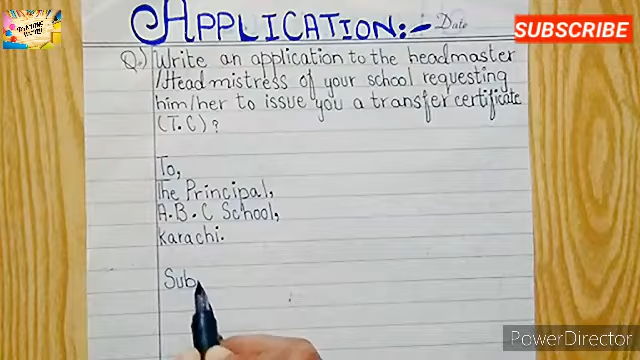 APPLICATION:-
Date
SUBSCRIBE
Q.) Write an application to the headmaster
/Headmistress of your school requesting
him/her to issue you a transfer certificate
(T.C)?
To,
The Principal,
A.B.C School,
Karachi.
Sub
PowerDirector